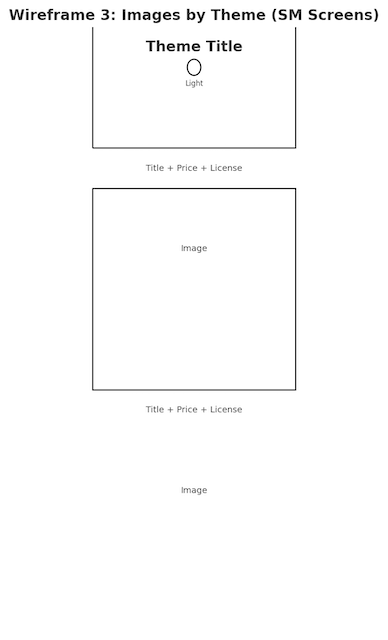 Wireframe 3: Images by Theme (SM Screens)
Theme Title
Light
Title + Price + License
Image
Title + Price + License
Image